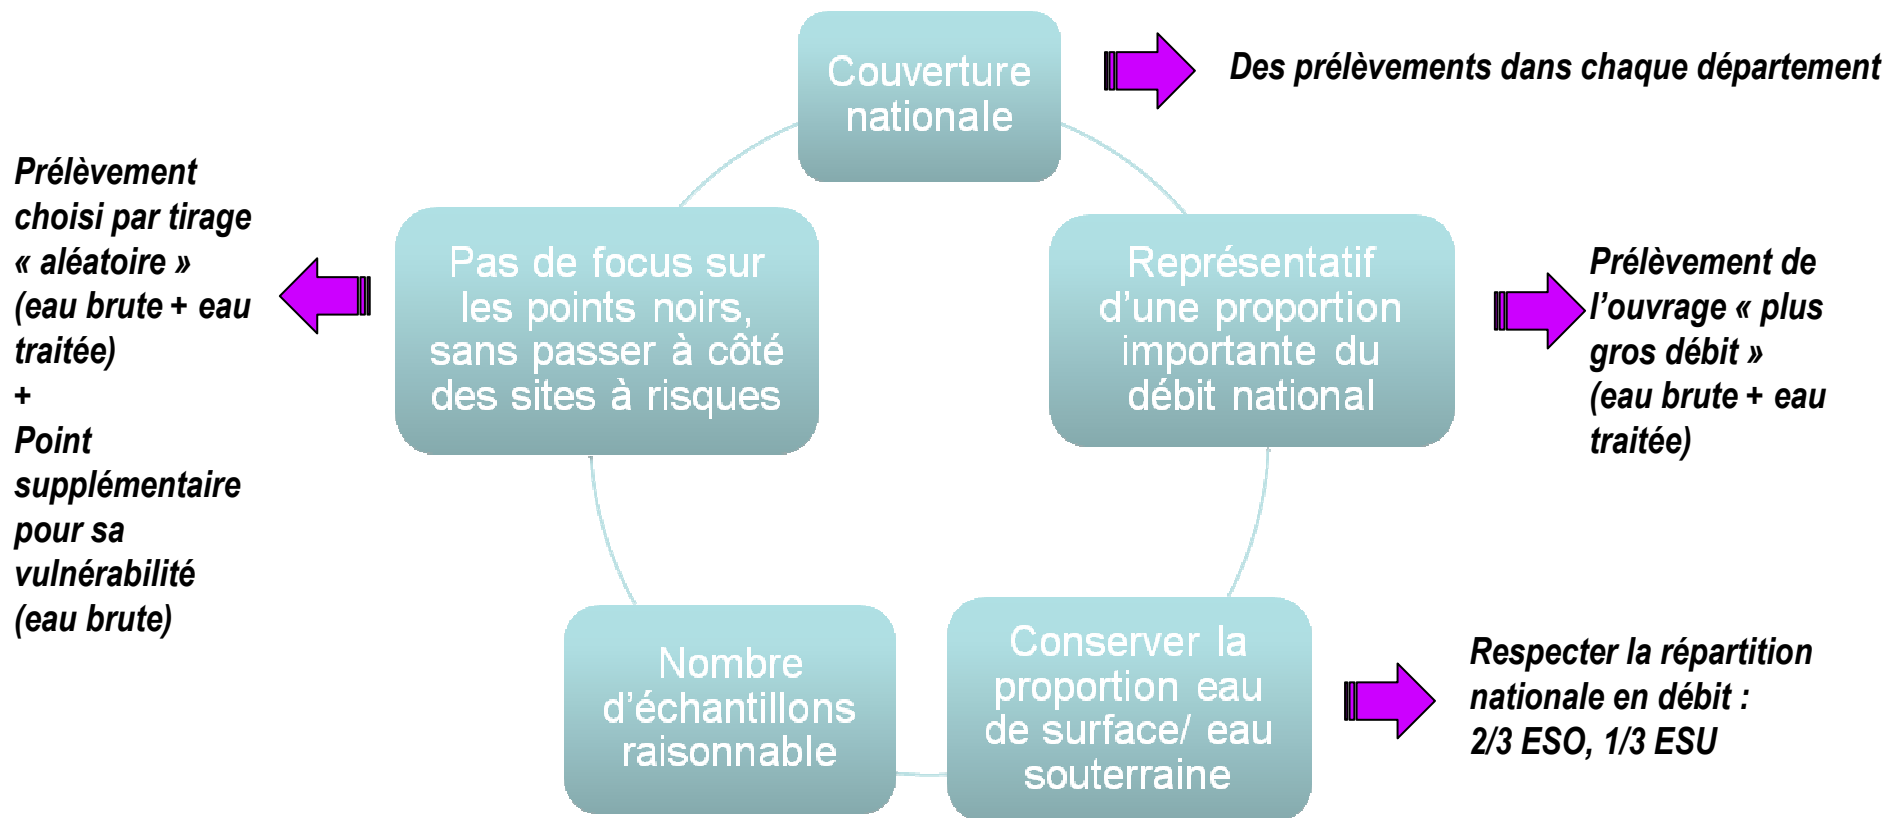 Couverture
nationale
Des prélèvements dans chaque département
Prélèvement
choisi par tirage
« aléatoire »
(eau brute + eau
traitée)
+
Point
supplémentaire
pour sa
vulnérabilité
(eau brute)
Pas de focus sur
les points noirs,
sans passer à côté
des sites à risques
Représentatif
d’une proportion
importante du
débit national
Prélèvement de
l’ouvrage « plus
gros débit »
(eau brute + eau
traitée)
Nombre
d’échantillons
raisonnable
Conserver la
proportion eau
de surface/ eau
souterraine
Respecter la répartition
nationale en débit :
2/3 ESO, 1/3 ESU